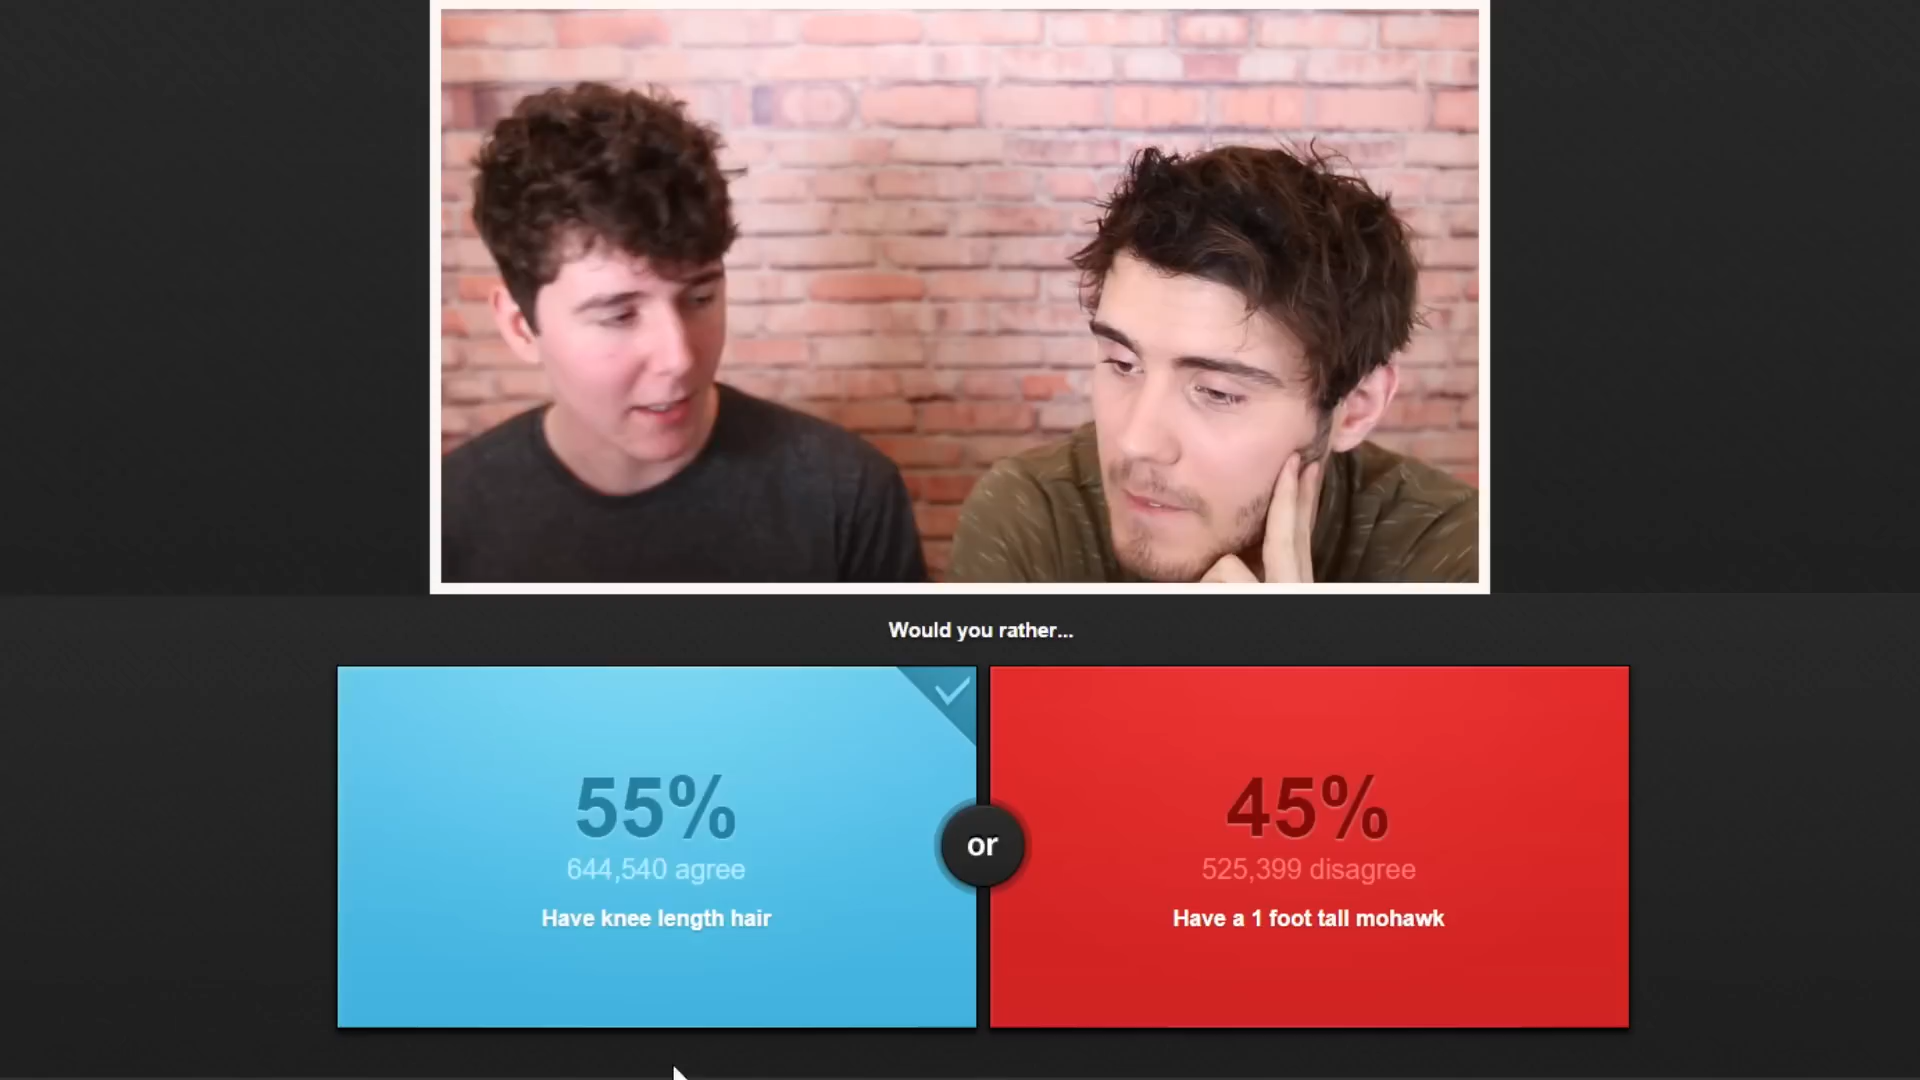 Would you rather...
55%
644,540 agree
Have knee length hair
or
45%
525,399 disagree
Have a 1 foot tall mohawk